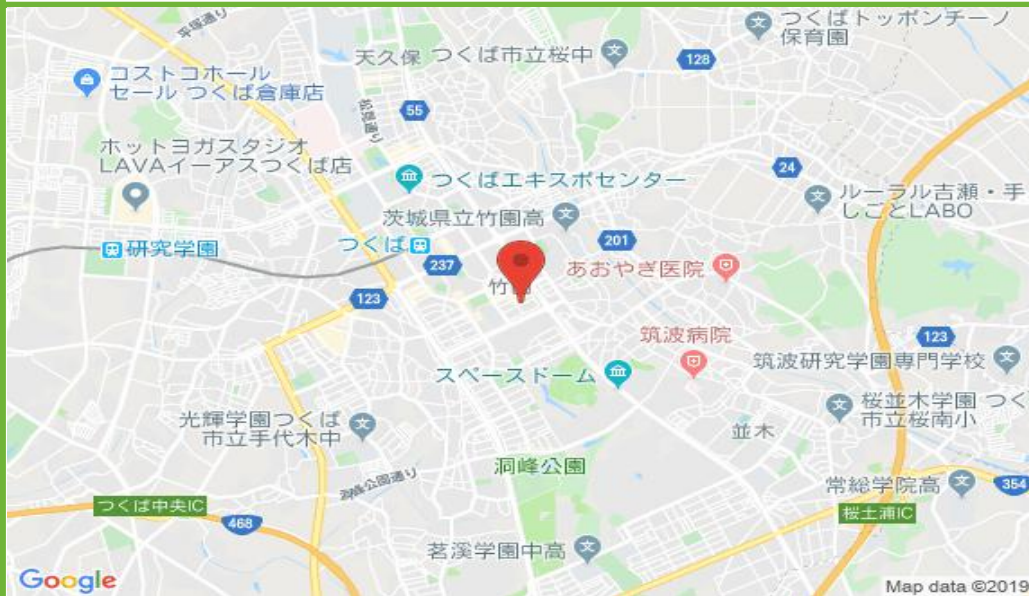 平塚通り
つくばトッポンチーノ
保育園
天久保
つくば市立桜中
128
コストコホール
セール つくば倉庫店
55
松見通り
ホットヨガスタジオ
LAVAイーアスつくば店
24
つくばエキスポセンター
ルーラル吉瀬・手
しごとLABO
茨城県立竹園高
201
つくば
研究学園
237
あおやぎ医院
竹
123
筑波病院
123
筑波研究学園専門学校
スペースドーム
桜並木学園 つく
市立桜南小
光輝学園つくば
市立手代木中
並木
洞峰公園
洞峰公園通り
常総学院高
354
つくば中央IC
桜土浦IC
468
茗溪学園中高
Google
Map data ©2019